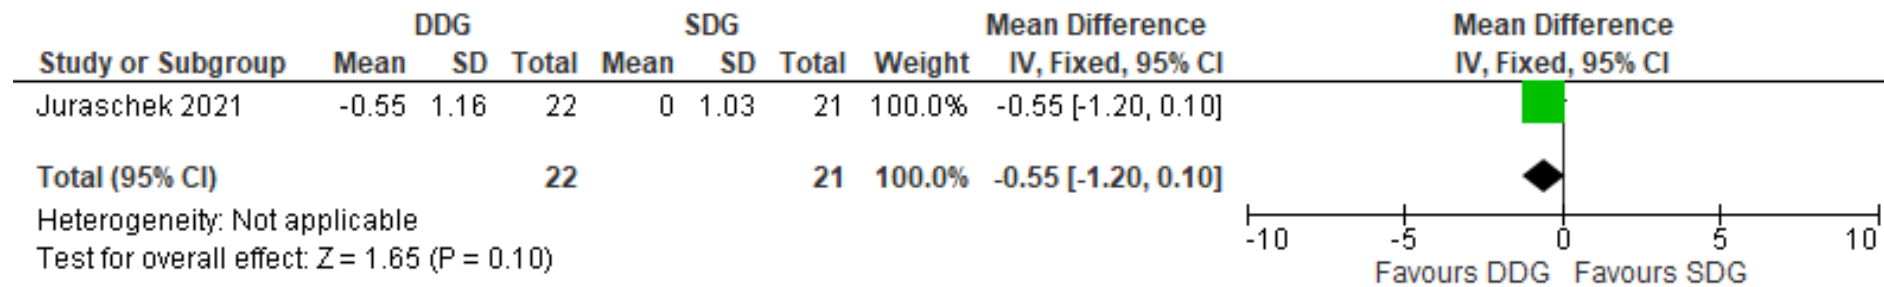 DDG SDG Mean Difference Mean Difference
Study or Subgroup Mean SD Total Mean SD Total Weight IV, Fixed, 95% CI IV, Fixed, 95% CI
Juraschek 2021 -0.55 1.16 22 0 1.03 21 100.0% -0.55 [-1.20, 0.10]
Total (95% CI) 22 21 100.0% -0.55 [-1.20, 0.10]
Heterogeneity: Not applicable
Test for overall effect: Z = 1.65 (P = 0.10)
-10 -5 0 5 10
Favours DDG Favours SDG